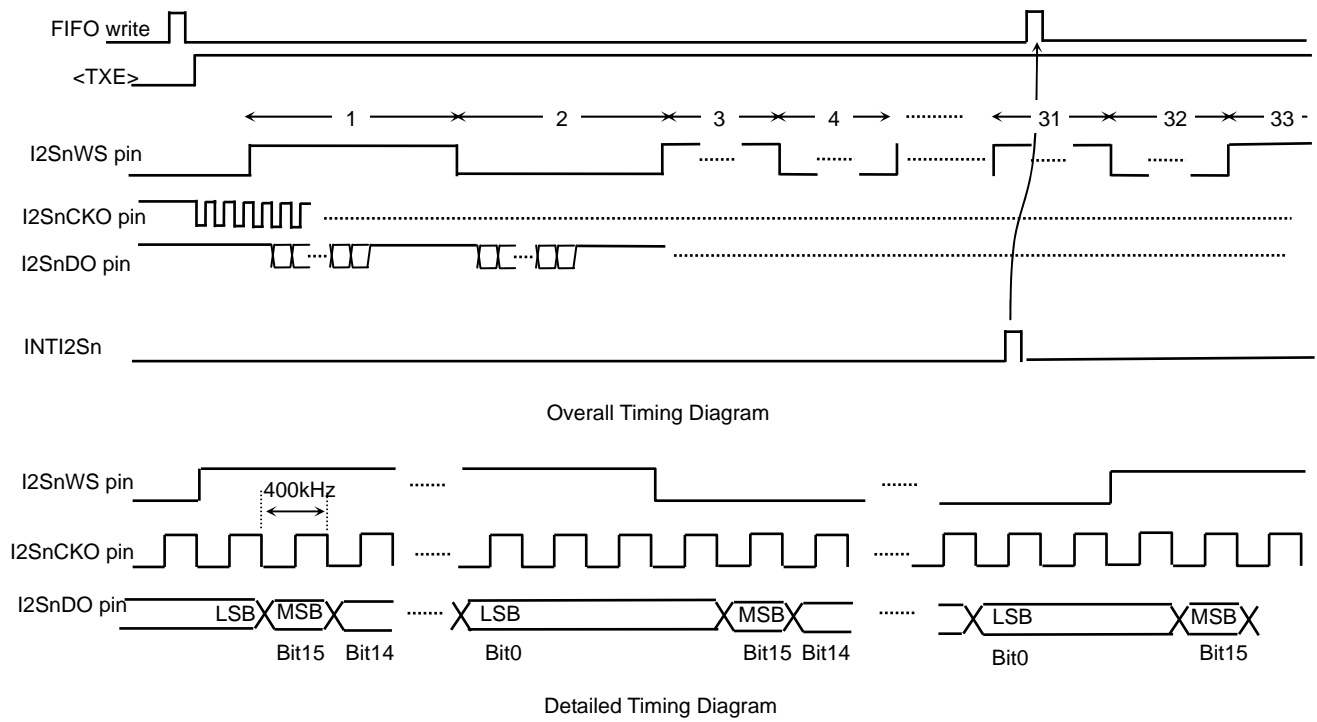 FIFO write
<TXE>
1 2 3 4 31 32 33
I2SnWS pin
I2SnCKO pin
I2SnDO pin
INTI2Sn
Overall Timing Diagram
I2SnWS pin
400kHz
I2SnCKO pin
I2SnDO pin
LSB MSB LSB MSB LSB MSB
Bit15 Bit14 Bit0 Bit15 Bit14 Bit0 Bit15
Detailed Timing Diagram